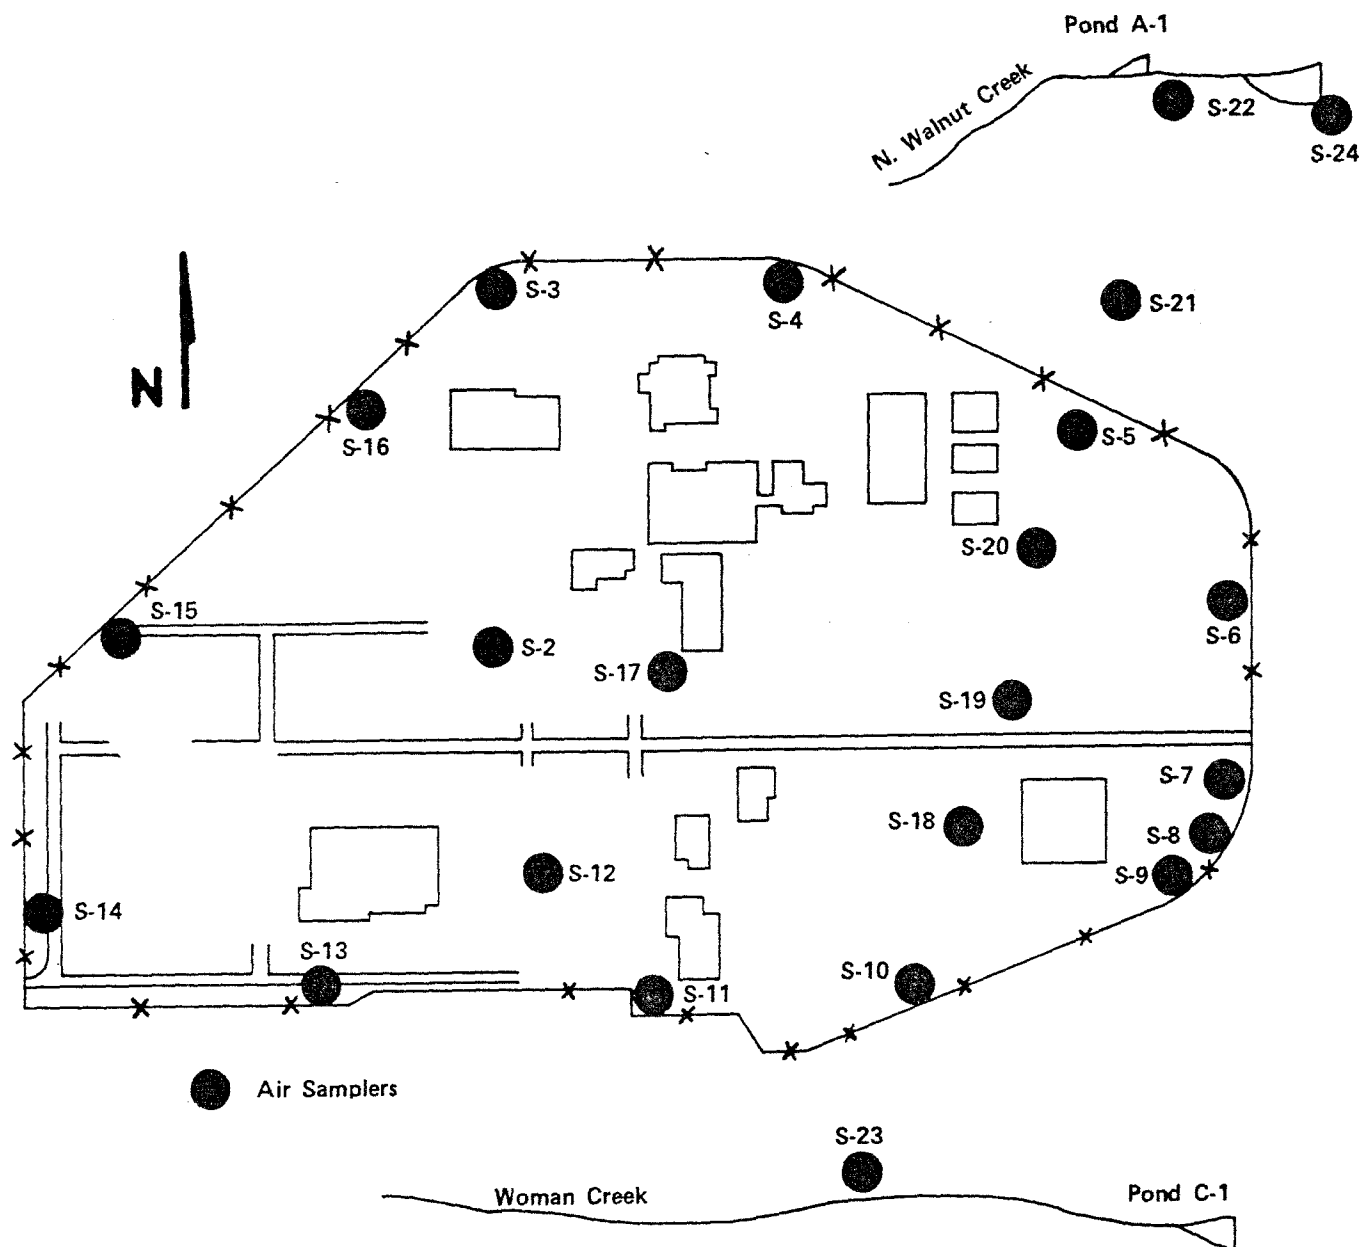 Pond A-1
N. Walnut Creek
S-22
S-24
S-3
S-21
S-4
N
S-5
S-16
S-20
S-15
S-6
S-2
S-17
S-19
S-7
S-18
S-8
S-12
S-9
S-14
S-13
S-10
S-11
Air Samplers
S-23
Woman Creek
Pond C-1